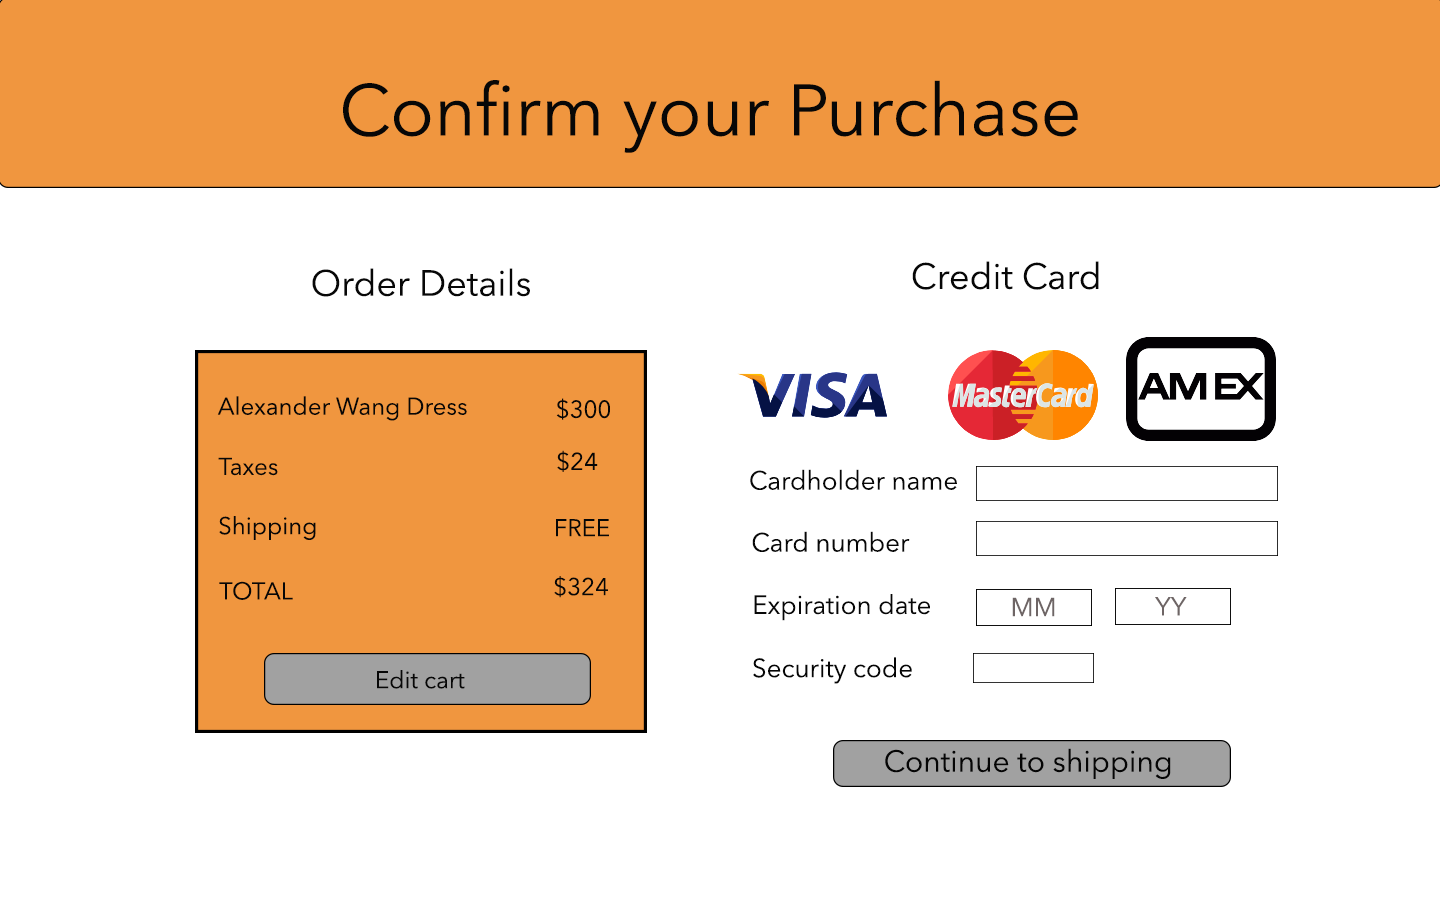 Confirm your Purchase
Order Details
Alexander Wang Dress $300
Taxes $24
Shipping FREE
TOTAL $324
Edit cart
Credit Card
VISA MasterCard AMEX
Cardholder name
Card number
Expiration date MM YY
Security code
Continue to shipping